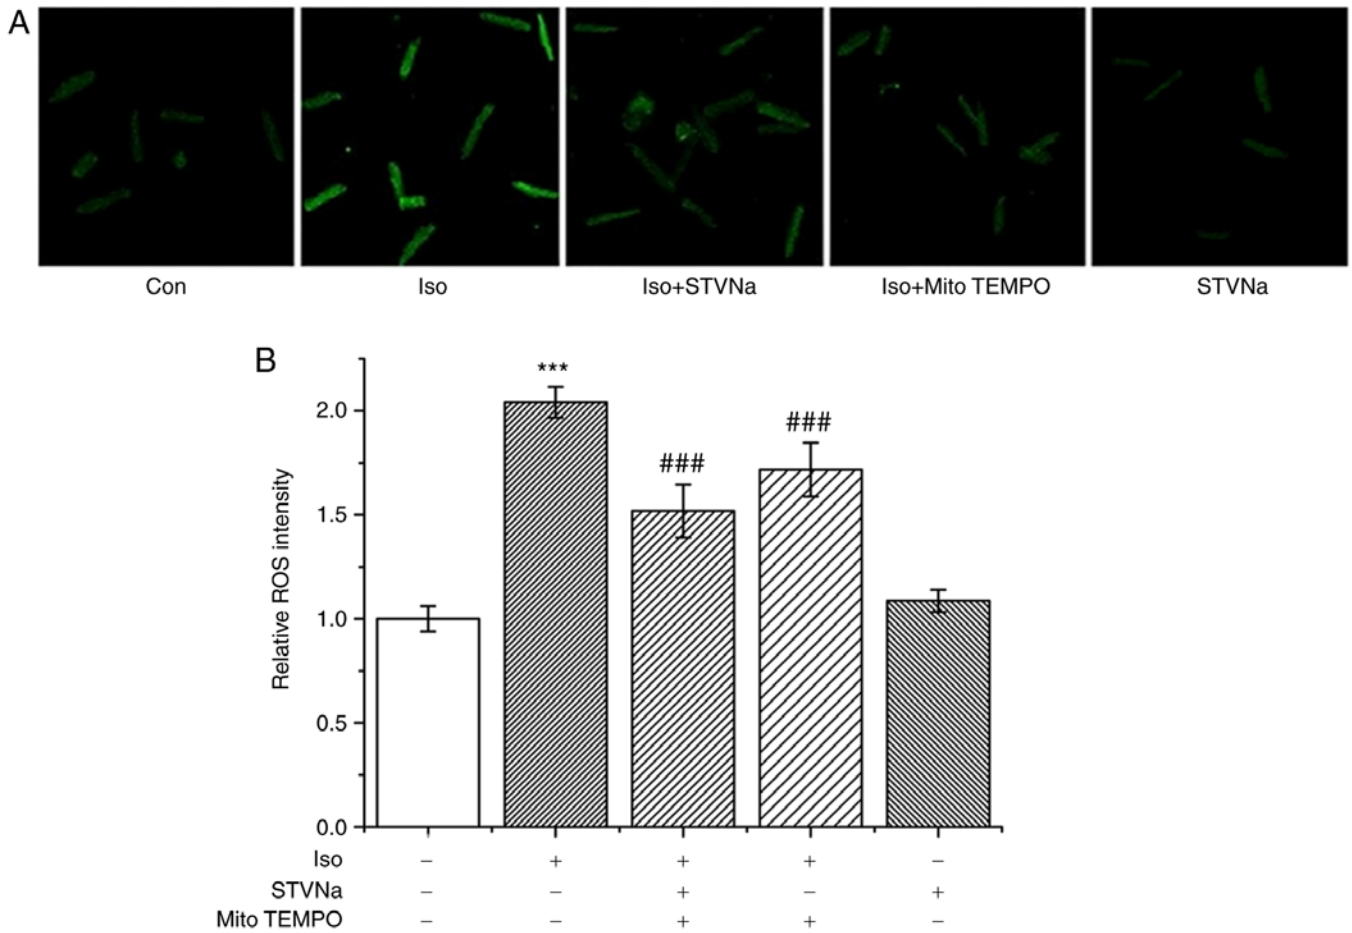 A
Con Iso Iso+STVNa Iso+Mito TEMPO STVNa
B
***
###
###
2.0
1.5
1.0
0.5
0.0
Relative ROS intensity
Iso − + + + −
STVNa − − + − +
Mito TEMPO − − + + −